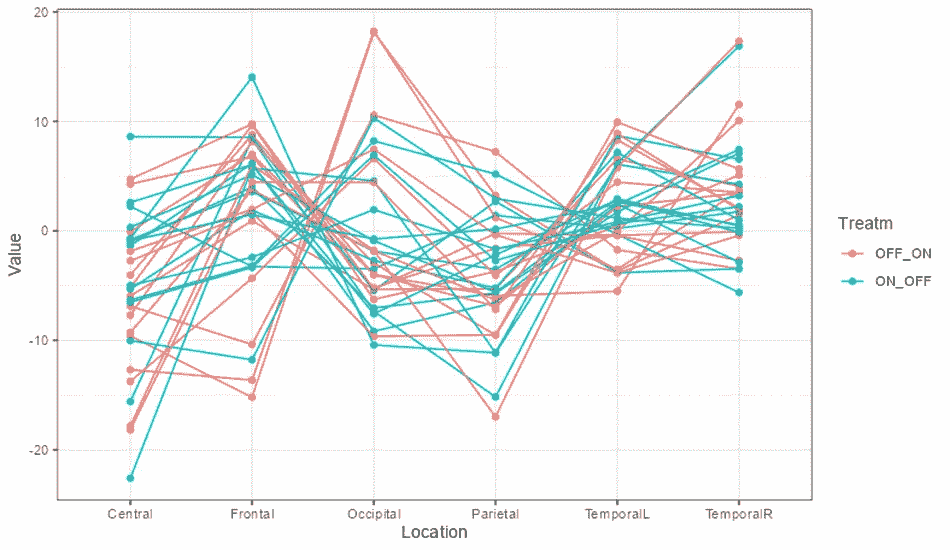 20
10
0
-10
-20
Value
Central Frontal Occipital Parietal TemporalL TemporalR
Location
Treatm
OFF_ON
ON_OFF